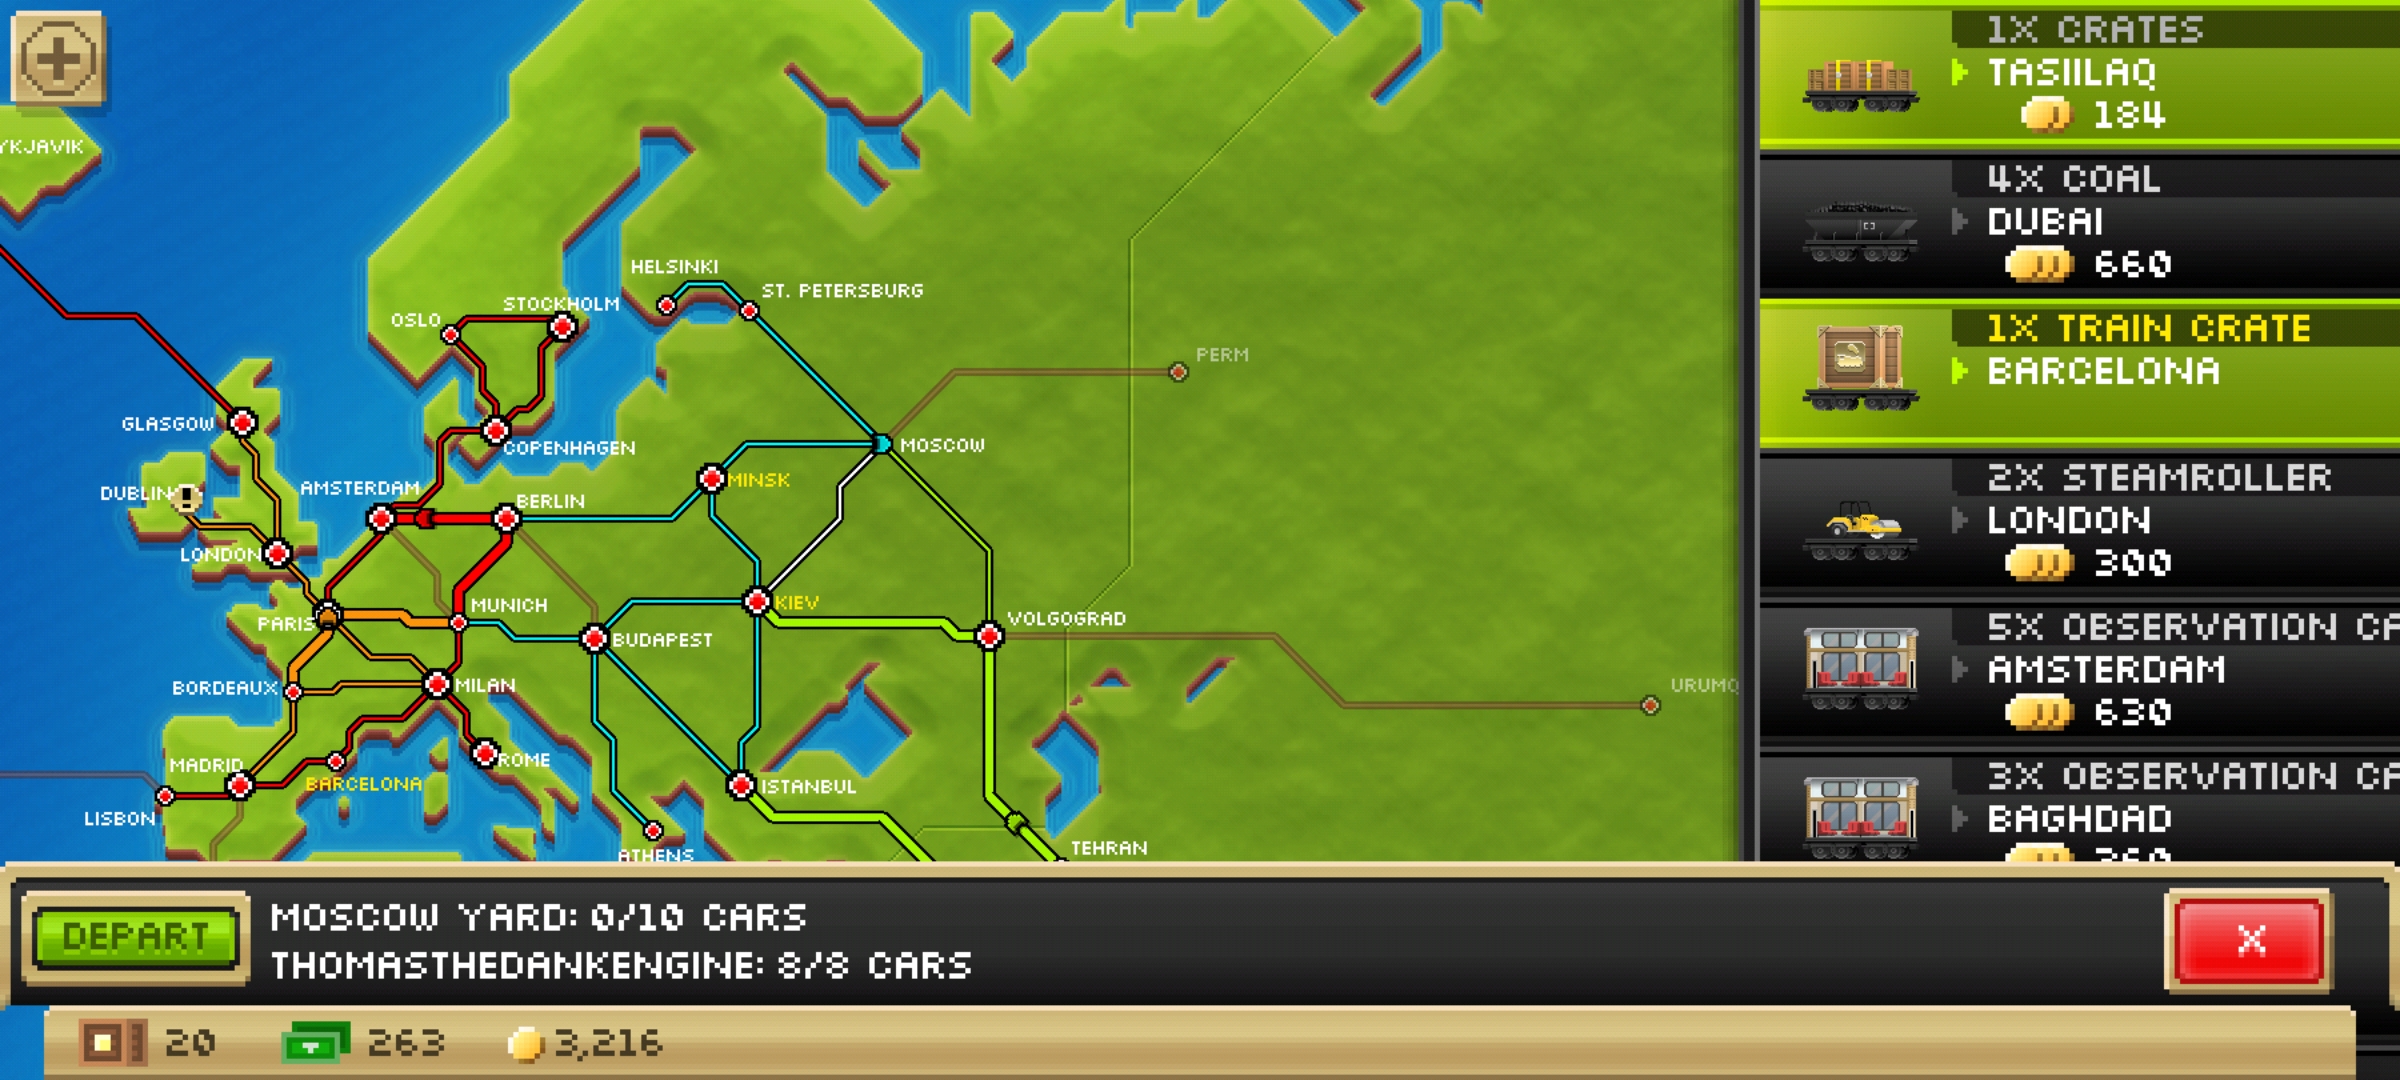 YKJAVIK
HELSINKI
ST. PETERSBURG
STOCKHOLM
OSLO
PERM
GLASGOW
COPENHAGEN
MOSCOW
MINSK
AMSTERDAM
BERLIN
DUBLIN
!
LONDON
MUNICH
KIEV
PARIS
BUDAPEST
VOLGOGRAD
BORDEAUX
MILAN
URUMQ
MADRID
ROME
BARCELONA
ISTANBUL
LISBON
ATHENS
TEHRAN
1X CRATES
TASIILAQ
184
4X COAL
DUBAI
660
1X TRAIN CRATE
BARCELONA
2X STEAMROLLER
LONDON
300
5X OBSERVATION CA
AMSTERDAM
630
3X OBSERVATION CA
BAGHDAD
DEPART
MOSCOW YARD: 0/10 CARS
THOMASTHEDANKENGINE: 8/8 CARS
X
20
263
3,216